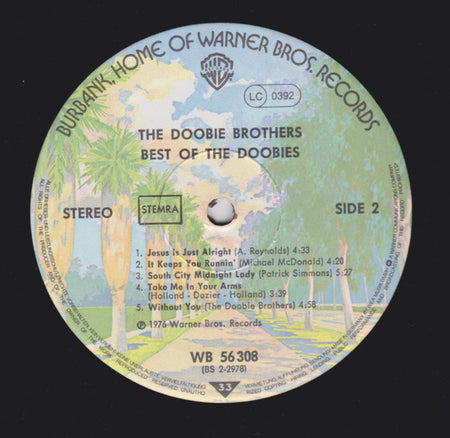 BURBANK, HOME OF WARNER BROS. RECORDS
LC 0392
THE DOOBIE BROTHERS
BEST OF THE DOOBIES
STEREO
STEMRA
SIDE 2
1. Jesus is Just Alright (A. Reynolds) 4:33
2. It Keeps You Runnin' (Michael McDonald) 4:20
3. South City Midnight Lady (Patrick Simmons) 5:27
4. Take Me In Your Arms
(Holland - Dozier - Holland) 3:39
5. Without You (The Doobie Brothers) 4:58
℗ 1976 Warner Bros. Records
WB 56 308
(BS 2-2978)
33